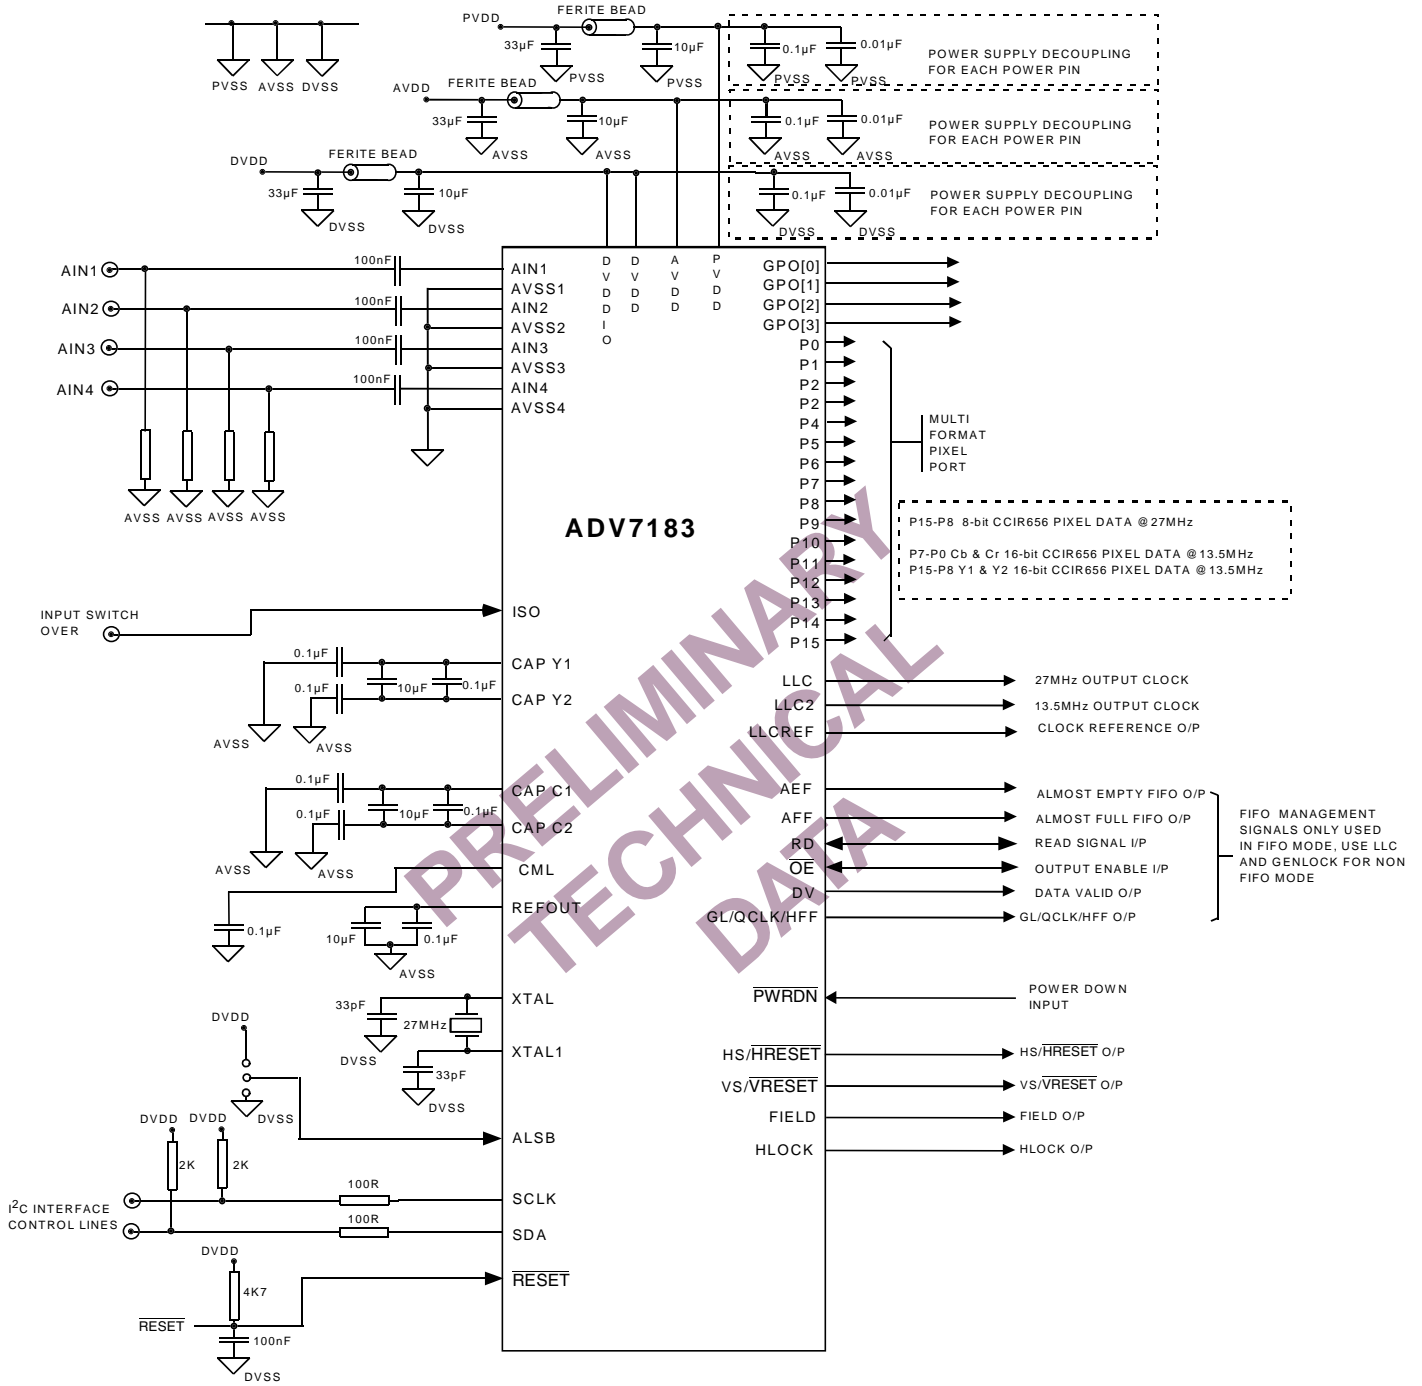 PVDD
FERITE BEAD
33µF
10µF
PVSS
PVSS
0.1µF
0.01µF
PVSS
PVSS
POWER SUPPLY DECOUPLING
FOR EACH POWER PIN
PVSS AVSS DVSS
AVDD
FERITE BEAD
33µF
10µF
AVSS
AVSS
0.1µF
0.01µF
AVSS
AVSS
POWER SUPPLY DECOUPLING
FOR EACH POWER PIN
DVDD
FERITE BEAD
33µF
10µF
DVSS
DVSS
0.1µF
0.01µF
DVSS
DVSS
POWER SUPPLY DECOUPLING
FOR EACH POWER PIN
AIN1
AIN2
AIN3
AIN4
100nF
100nF
100nF
100nF
AVSS AVSS AVSS AVSS
AIN1
AVSS1
AIN2
AVSS2
AIN3
AVSS3
AIN4
AVSS4
DVDDIO
DVDD
AVDD
PVDD
GPO[0]
GPO[1]
GPO[2]
GPO[3]
P0
P1
P2
P2
P4
P5
P6
P7
P8
P9
P10
P11
P12
P13
P14
P15
MULTI
FORMAT
PIXEL
PORT
P15-P8 8-bit CCIR656 PIXEL DATA @27MHz
P7-P0 Cb & Cr 16-bit CCIR656 PIXEL DATA @13.5MHz
P15-P8 Y1 & Y2 16-bit CCIR656 PIXEL DATA @13.5MHz
ADV7183
PRELIMINARY
TECHNICAL
DATA
INPUT SWITCH
OVER
ISO
0.1µF
0.1µF
10µF
0.1µF
AVSS
AVSS
CAP Y1
CAP Y2
0.1µF
0.1µF
10µF
0.1µF
AVSS
AVSS
CAP C1
CAP C2
CML
0.1µF
REFOUT
10µF
0.1µF
AVSS
LLC
27MHz OUTPUT CLOCK
LLC2
13.5MHz OUTPUT CLOCK
LLCREF
CLOCK REFERENCE O/P
AEF
ALMOST EMPTY FIFO O/P
AFF
ALMOST FULL FIFO O/P
RD
READ SIGNAL I/P
OE
OUTPUT ENABLE I/P
DV
DATA VALID O/P
GL/QCLK/HFF
GL/QCLK/HFF O/P
FIFO MANAGEMENT
SIGNALS ONLY USED
IN FIFO MODE, USE LLC
AND GENLOCK FOR NON
FIFO MODE
XTAL
33pF
27MHz
DVSS
XTAL1
33pF
DVSS
PWRDN
POWER DOWN
INPUT
HS/HRESET
HS/HRESET O/P
VS/VRESET
VS/VRESET O/P
FIELD
FIELD O/P
HLOCK
HLOCK O/P
DVDD
DVSS
ALSB
DVDD
DVDD
2K
2K
I²C INTERFACE
CONTROL LINES
100R
100R
SCLK
SDA
DVDD
4K7
RESET
RESET
100nF
DVSS